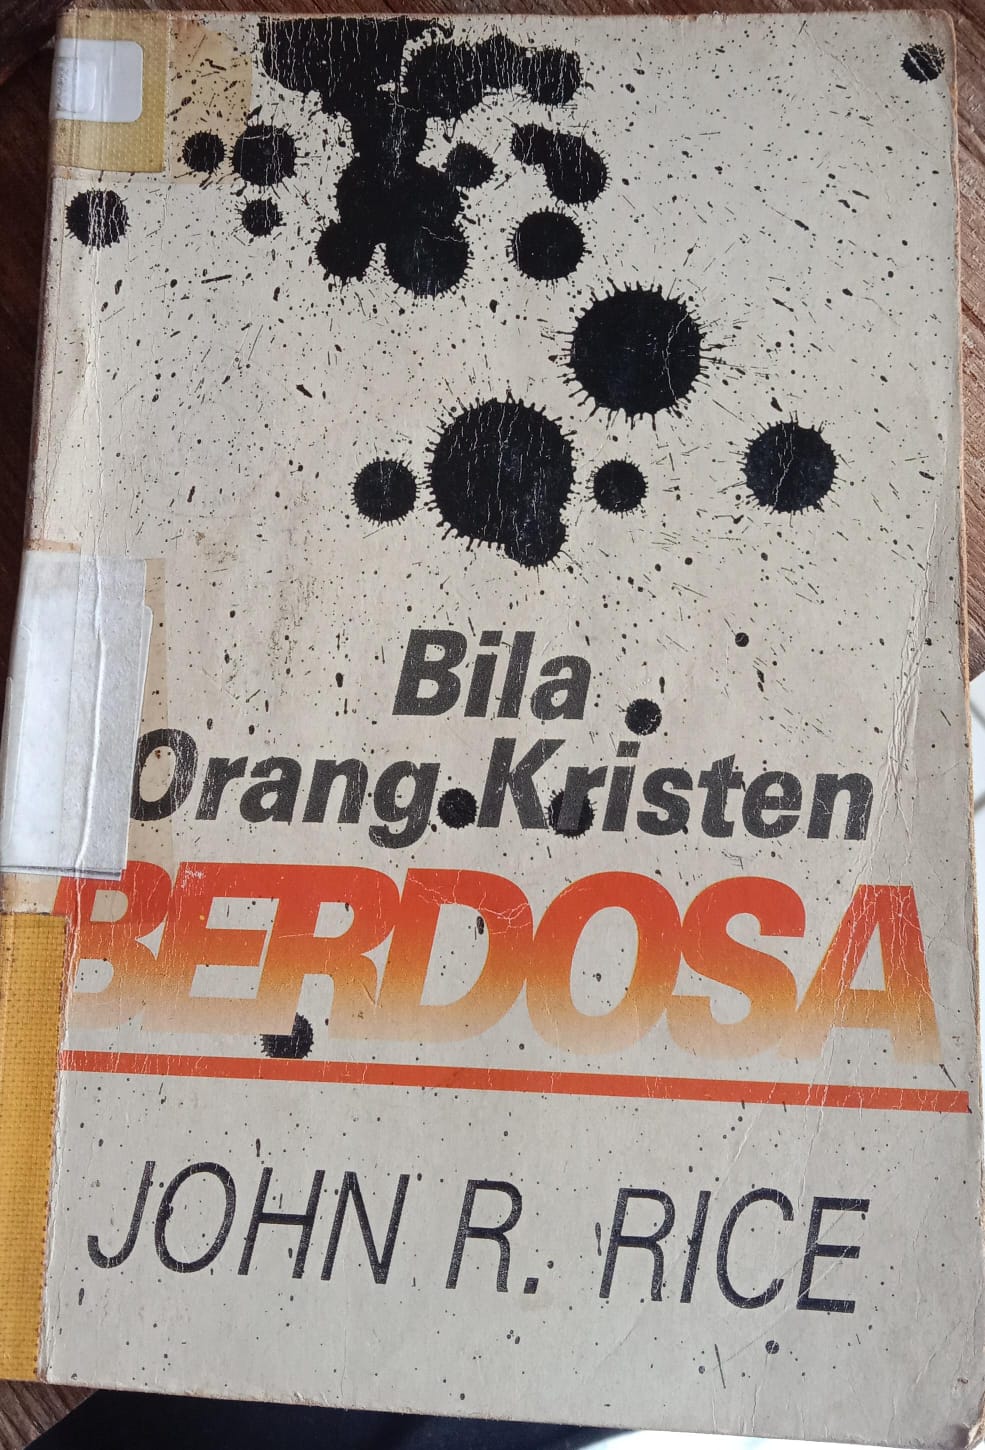 Bila
Orang Kristen
BERDOSA
JOHN R. RICE